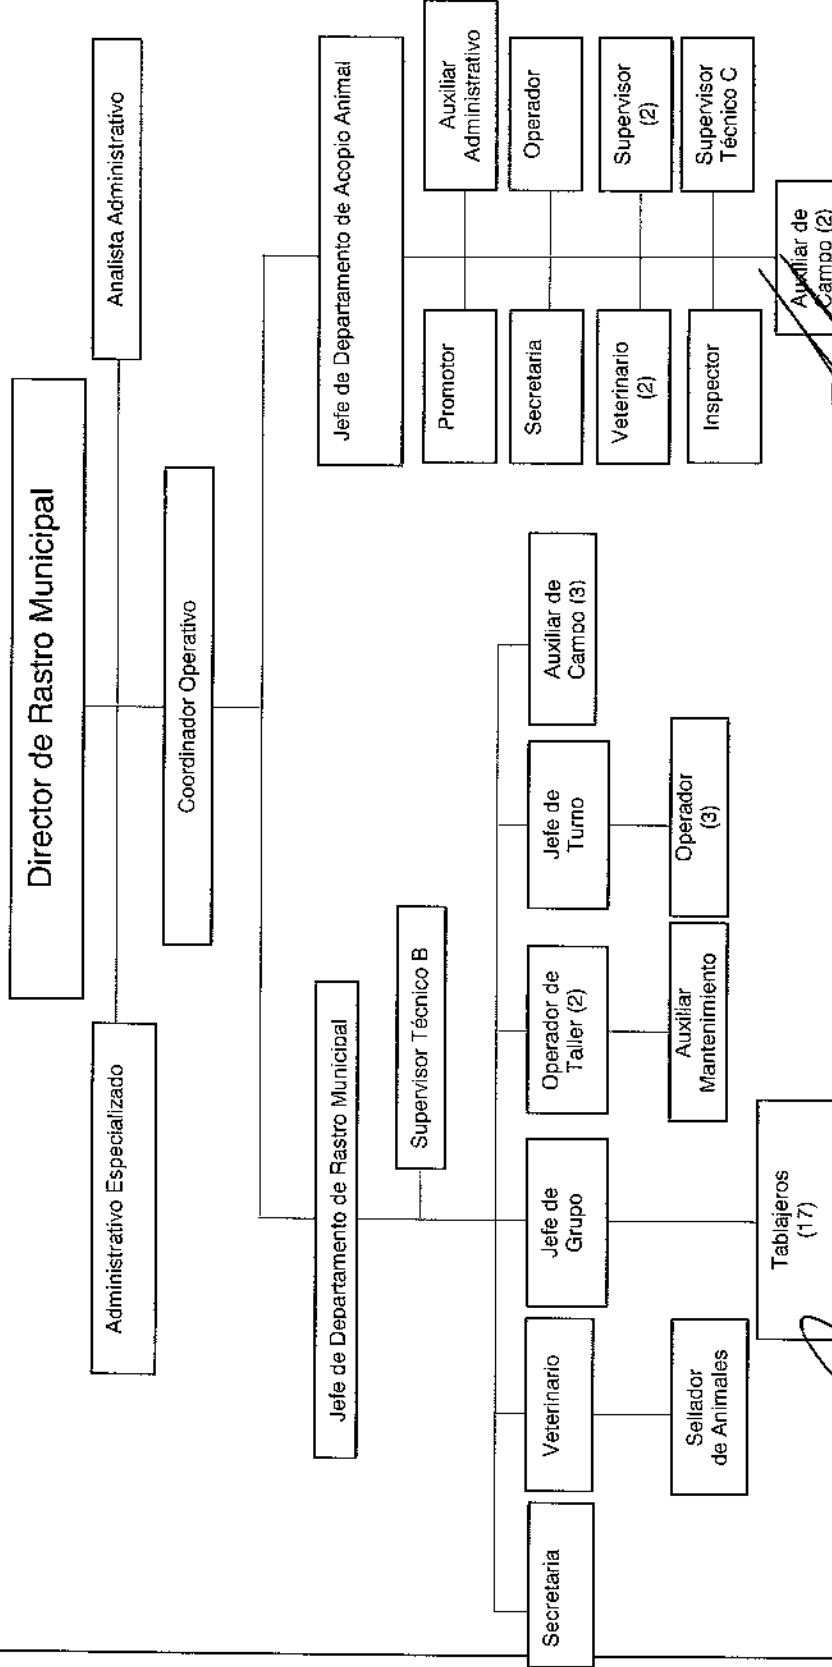 Director de Rastro Municipal
Administrativo Especializado
Analista Administrativo
Coordinador Operativo
Jefe de Departamento de Rastro Municipal
Jefe de Departamento de Acopio Animal
Supervisor Técnico B
Secretaria
Veterinario
Jefe de
Grupo
Operador de
Taller (2)
Jefe de
Turno
Auxiliar de
Campo (3)
Sellador
de Animales
Tablajeros
(17)
Auxiliar
Mantenimiento
Operador
(3)
Promotor
Auxiliar
Administrativo
Secretaria
Operador
Veterinario
(2)
Supervisor
(2)
Inspector
Supervisor
Técnico C
Auxiliar de
Campo (2)